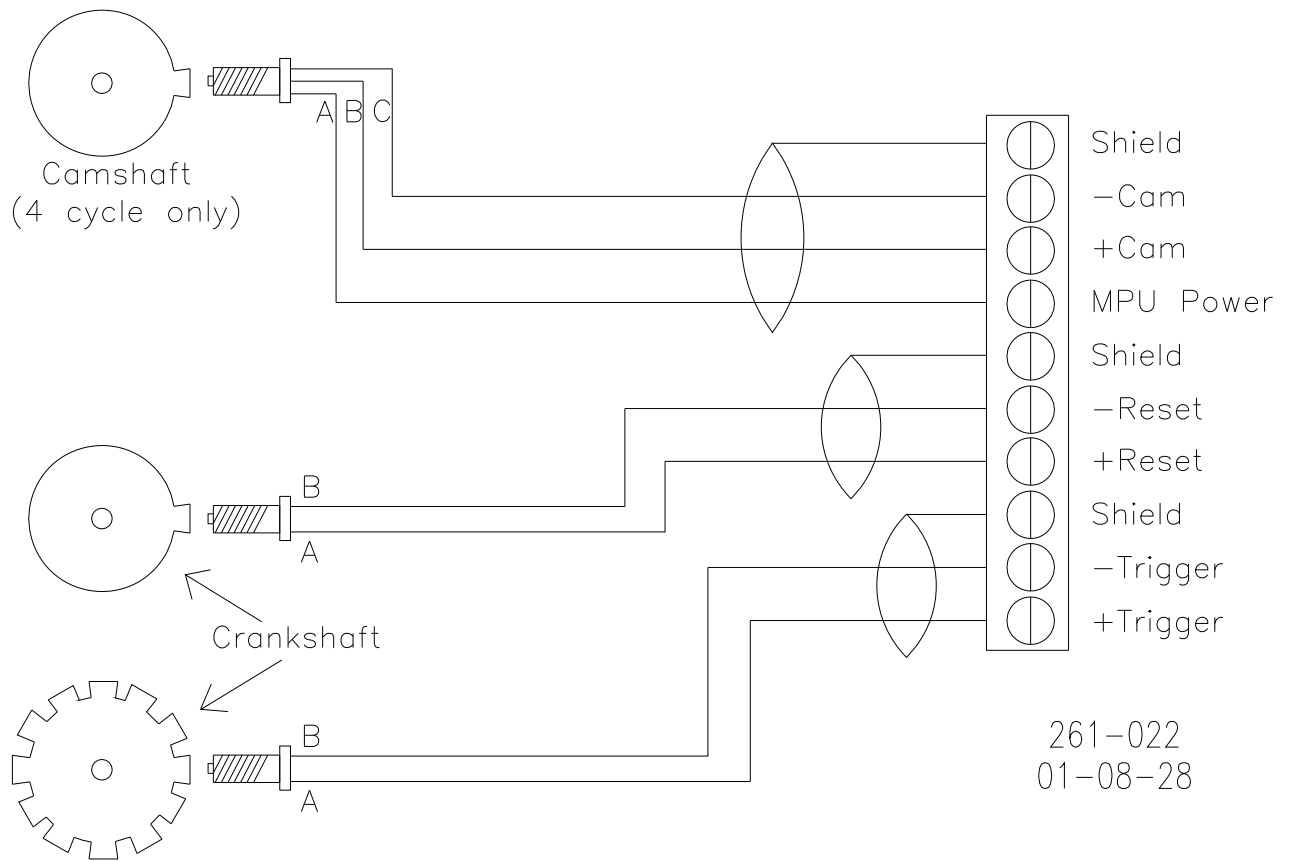 A B C
Camshaft
(4 cycle only)
B
A
Crankshaft
B
A
Shield
−Cam
+Cam
MPU Power
Shield
−Reset
+Reset
Shield
−Trigger
+Trigger
261−022
01−08−28